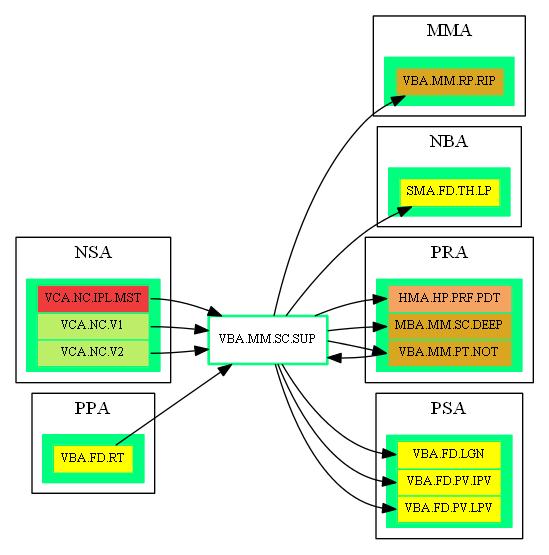 MMA
VBA.MM.RP.RIP
NBA
SMA.FD.TH.LP
NSA
VCA.NC.IPL.MST
VCA.NC.V1
VCA.NC.V2
PRA
HMA.HP.PRF.PDT
MBA.MM.SC.DEEP
VBA.MM.PT.NOT
VBA.MM.SC.SUP
PPA
VBA.FD.RT
PSA
VBA.FD.LGN
VBA.FD.PV.IPV
VBA.FD.PV.LPV